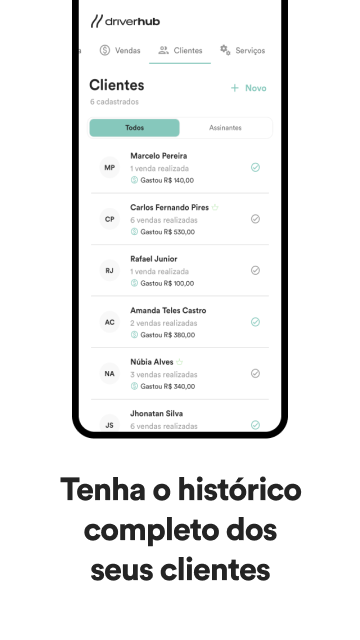 driverhub
a Vendas Clientes Serviços
Clientes
+ Novo
6 cadastrados
Todos Assinantes
MP Marcelo Pereira
1 venda realizada
Gastou R$ 140,00
CP Carlos Fernando Pires
6 vendas realizadas
Gastou R$ 530,00
RJ Rafael Junior
1 venda realizada
Gastou R$ 100,00
AC Amanda Teles Castro
2 vendas realizadas
Gastou R$ 380,00
NA Núbia Alves
3 vendas realizadas
Gastou R$ 340,00
JS Jhonatan Silva
6 vendas realizadas
Tenha o histórico
completo dos
seus clientes